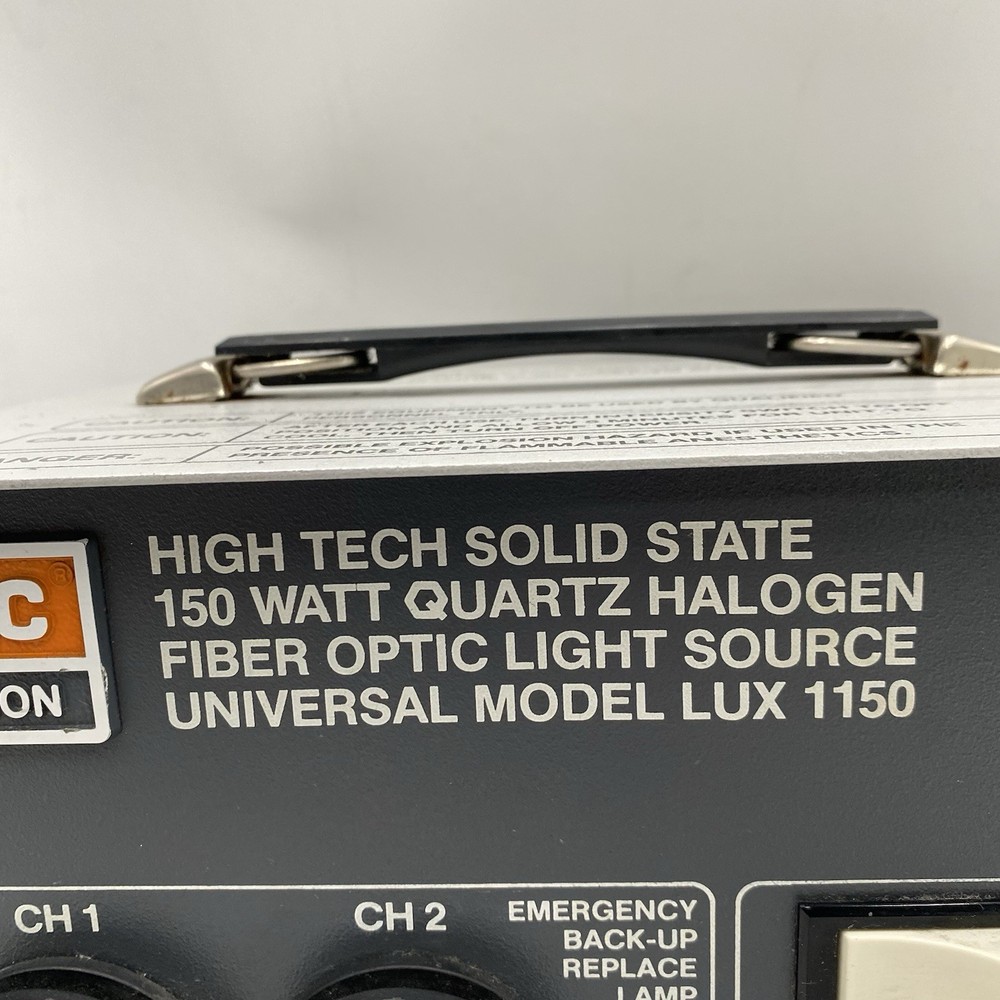 CAUTION:
POSSIBLE EXPLOSION HAZARD IF USED IN THE
PRESENCE OF FLAMMABLE ANESTHETICS
C®
ON
HIGH TECH SOLID STATE
150 WATT QUARTZ HALOGEN
FIBER OPTIC LIGHT SOURCE
UNIVERSAL MODEL LUX 1150
CH 1
CH 2
EMERGENCY
BACK-UP
REPLACE
LAMP